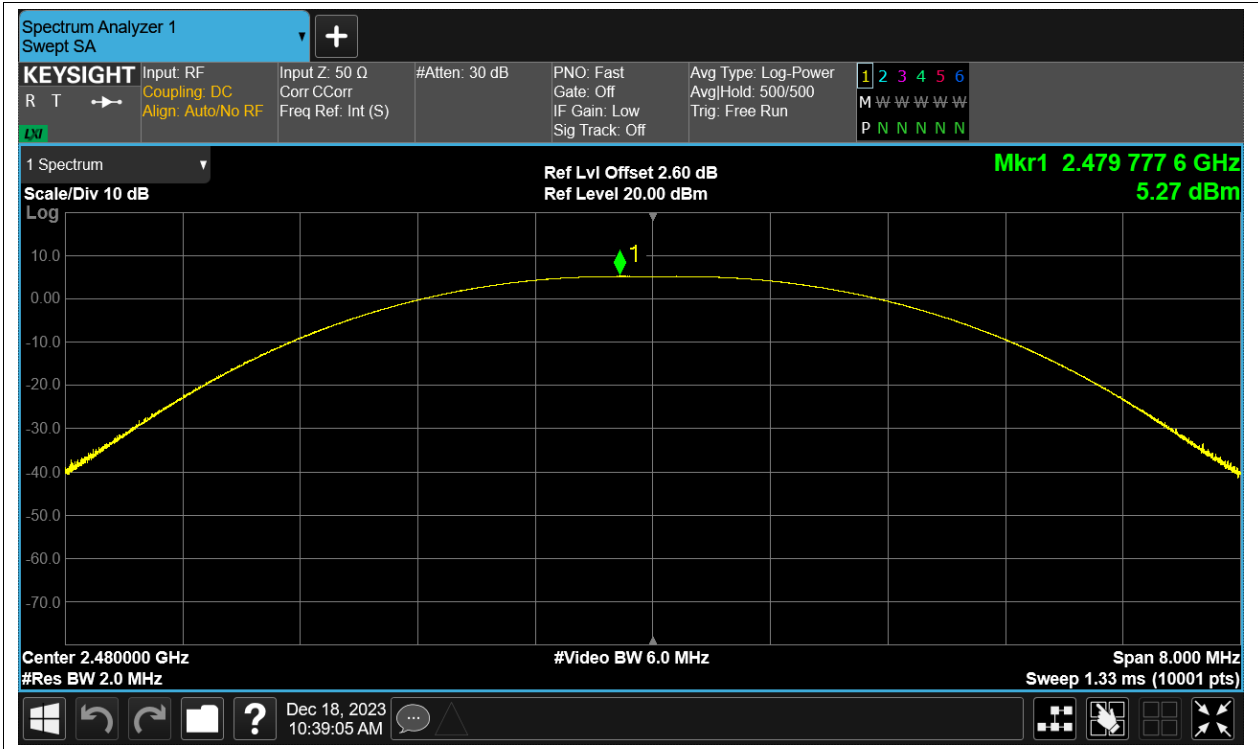 Spectrum Analyzer 1
Swept SA
KEYSIGHT
R T
LXI
Input: RF
Coupling: DC
Align: Auto/No RF
Input Z: 50 Ω
Corr CCorr
Freq Ref: Int (S)
#Atten: 30 dB
PNO: Fast
Gate: Off
IF Gain: Low
Sig Track: Off
Avg Type: Log-Power
Avg|Hold: 500/500
Trig: Free Run
1 2 3 4 5 6
M W W W W W
P N N N N N
1 Spectrum
Scale/Div 10 dB
Log
Ref Lvl Offset 2.60 dB
Ref Level 20.00 dBm
Mkr1 2.479 777 6 GHz
5.27 dBm
1
10.0
0.00
-10.0
-20.0
-30.0
-40.0
-50.0
-60.0
-70.0
Center 2.480000 GHz
#Res BW 2.0 MHz
#Video BW 6.0 MHz
Span 8.000 MHz
Sweep 1.33 ms (10001 pts)
?
Dec 18, 2023
10:39:05 AM